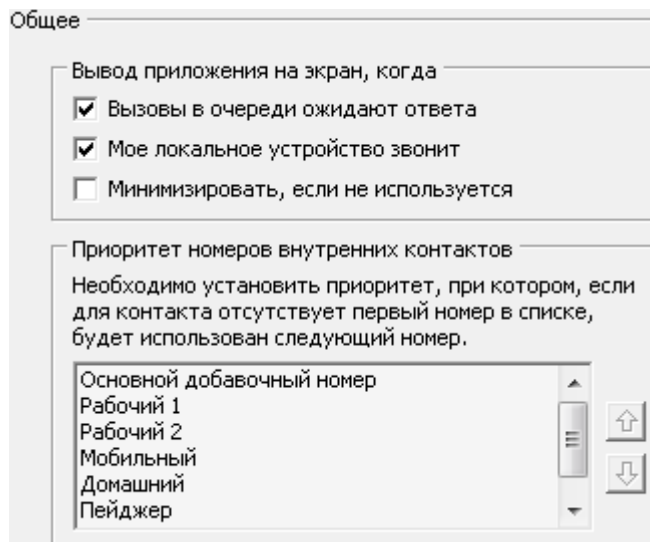 Общее
Вывод приложения на экран, когда
Вызовы в очереди ожидают ответа
Мое локальное устройство звонит
Минимизировать, если не используется
Приоритет номеров внутренних контактов
Необходимо установить приоритет, при котором, если
для контакта отсутствует первый номер в списке,
будет использован следующий номер.
Основной добавочный номер
Рабочий 1
Рабочий 2
Мобильный
Домашний
Пейджер